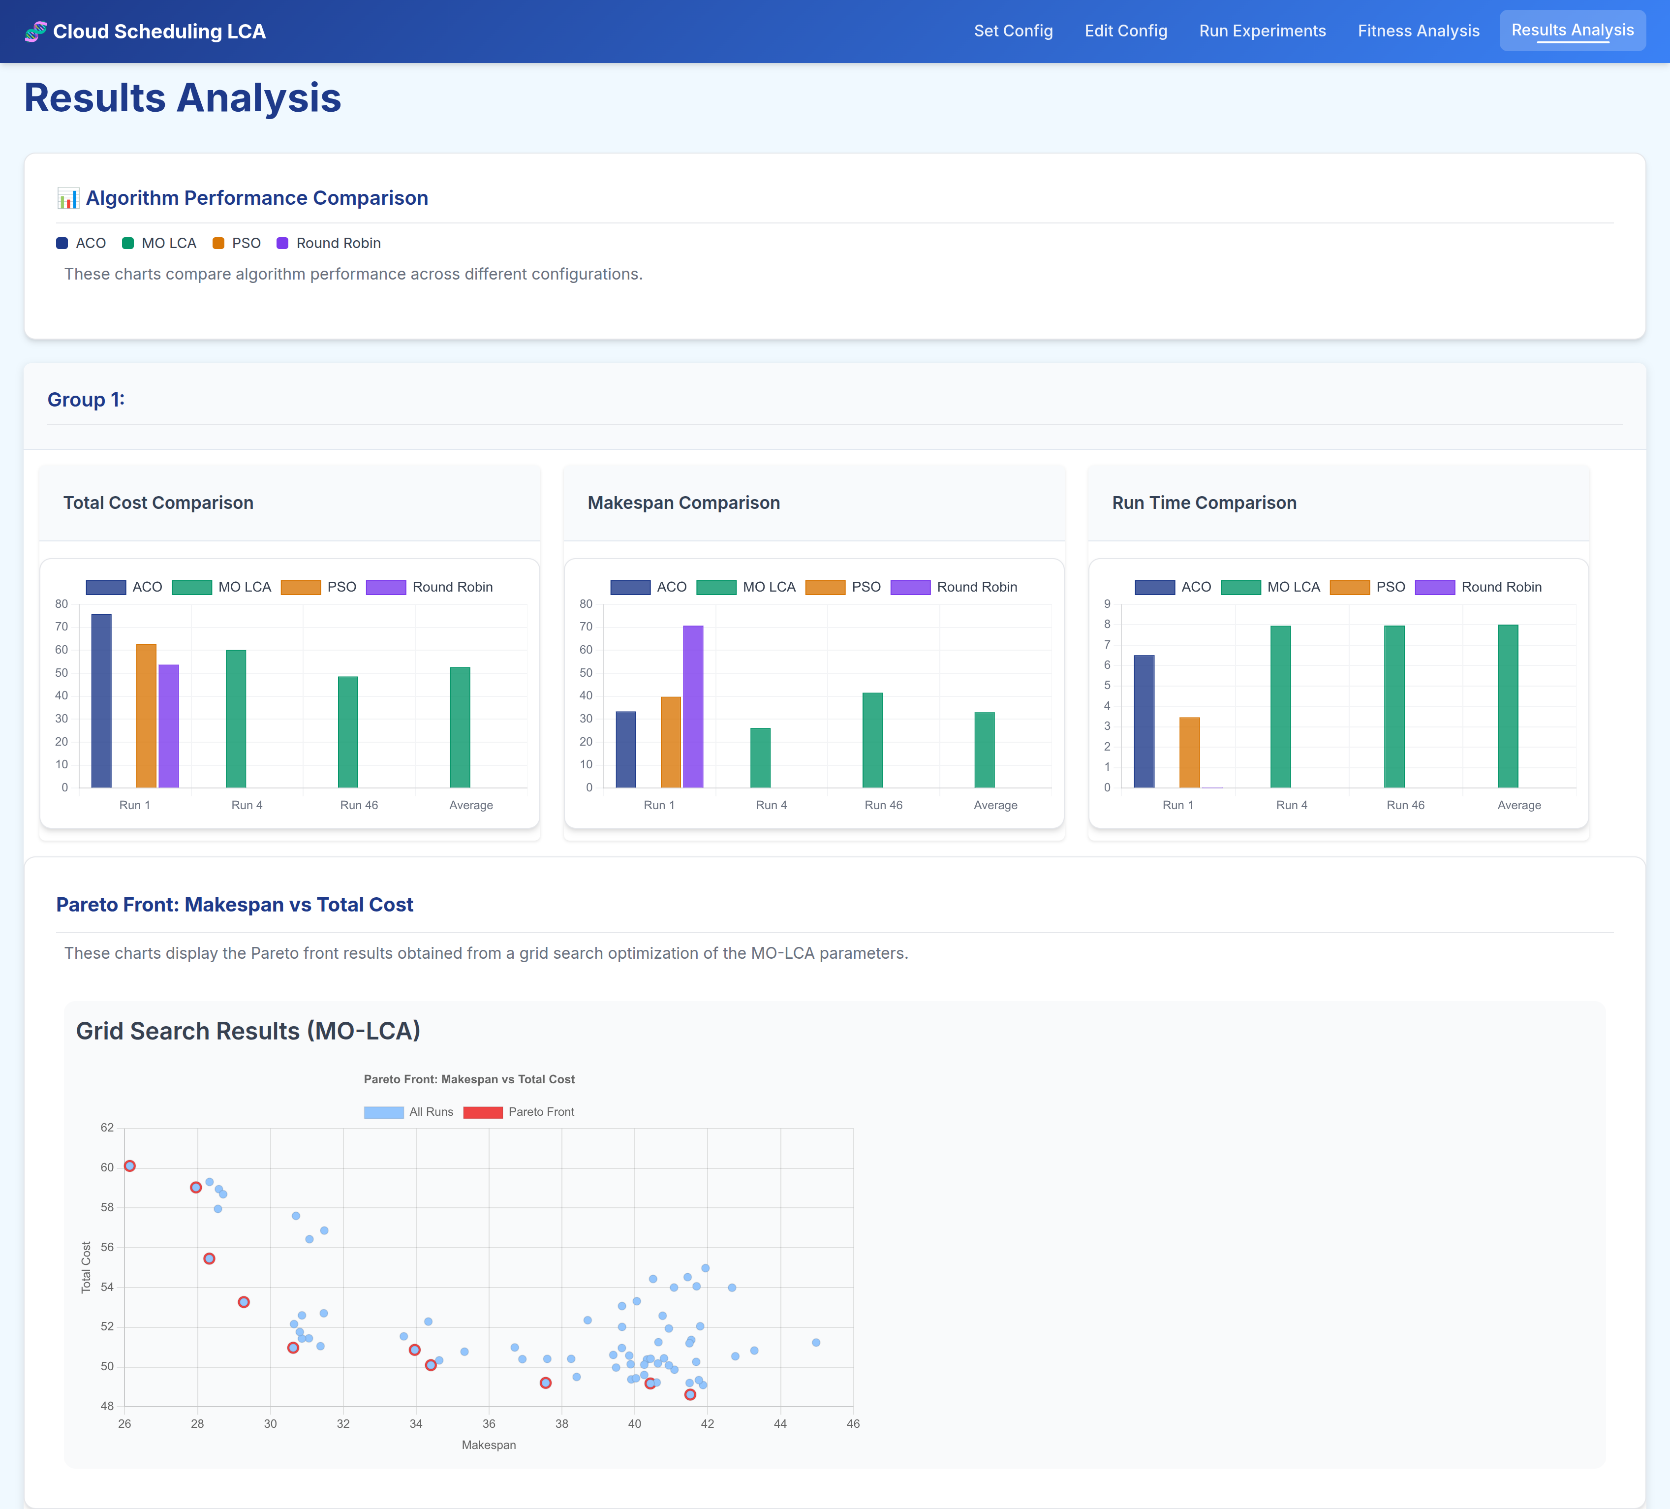 Cloud Scheduling LCA
Set Config Edit Config Run Experiments Fitness Analysis Results Analysis
Results Analysis
Algorithm Performance Comparison
ACO MO LCA PSO Round Robin
These charts compare algorithm performance across different configurations.
Group 1:
Total Cost Comparison
ACO MO LCA PSO Round Robin
80
70
60
50
40
30
20
10
0
Run 1 Run 4 Run 46 Average
Makespan Comparison
ACO MO LCA PSO Round Robin
80
70
60
50
40
30
20
10
0
Run 1 Run 4 Run 46 Average
Run Time Comparison
ACO MO LCA PSO Round Robin
9
8
7
6
5
4
3
2
1
0
Run 1 Run 4 Run 46 Average
Pareto Front: Makespan vs Total Cost
These charts display the Pareto front results obtained from a grid search optimization of the MO-LCA parameters.
Grid Search Results (MO-LCA)
Pareto Front: Makespan vs Total Cost
All Runs Pareto Front
Total Cost
62
60
58
56
54
52
50
48
26 28 30 32 34 36 38 40 42 44 46
Makespan